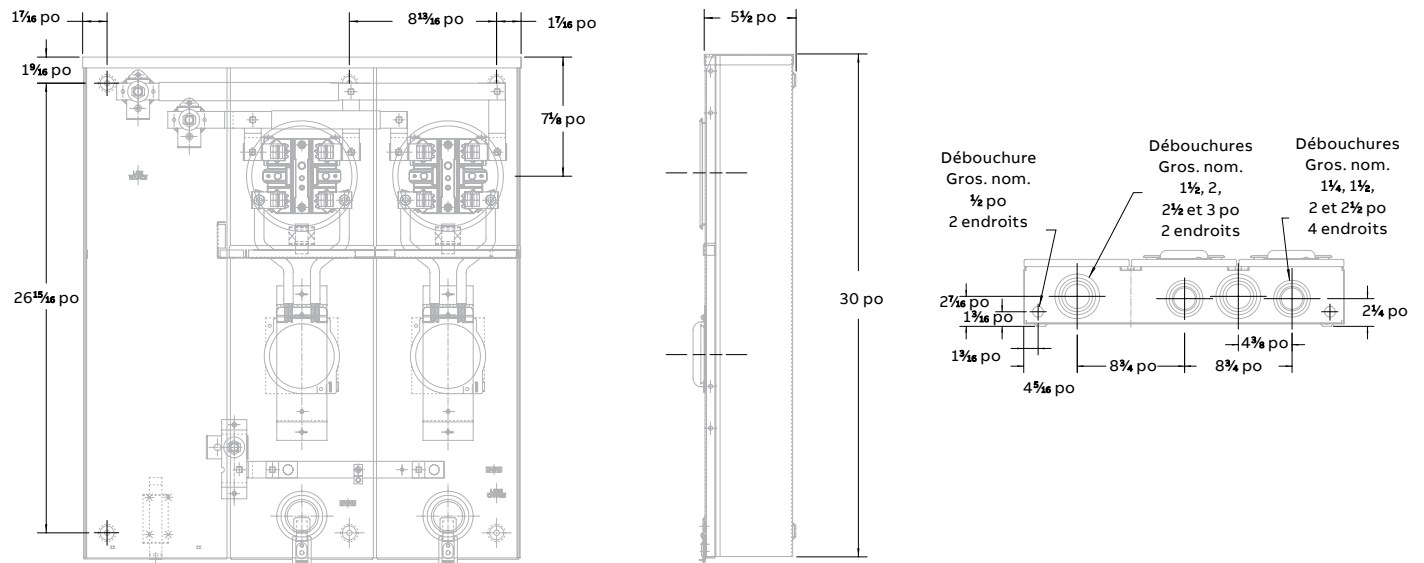 1⁷⁄₁₆ po
8¹³⁄₁₆ po
1⁷⁄₁₆ po
1⁹⁄₁₆ po
7⅛ po
26¹⁵⁄₁₆ po
5½ po
30 po
Débouchure
Gros. nom.
½ po
2 endroits
Débouchures
Gros. nom.
1½, 2,
2½ et 3 po
2 endroits
Débouchures
Gros. nom.
1¼, 1½,
2 et 2½ po
4 endroits
2⁷⁄₁₆ po
1³⁄₁₆ po
1³⁄₁₆ po
4⁵⁄₁₆ po
8¾ po
8¾ po
4⅜ po
2¼ po